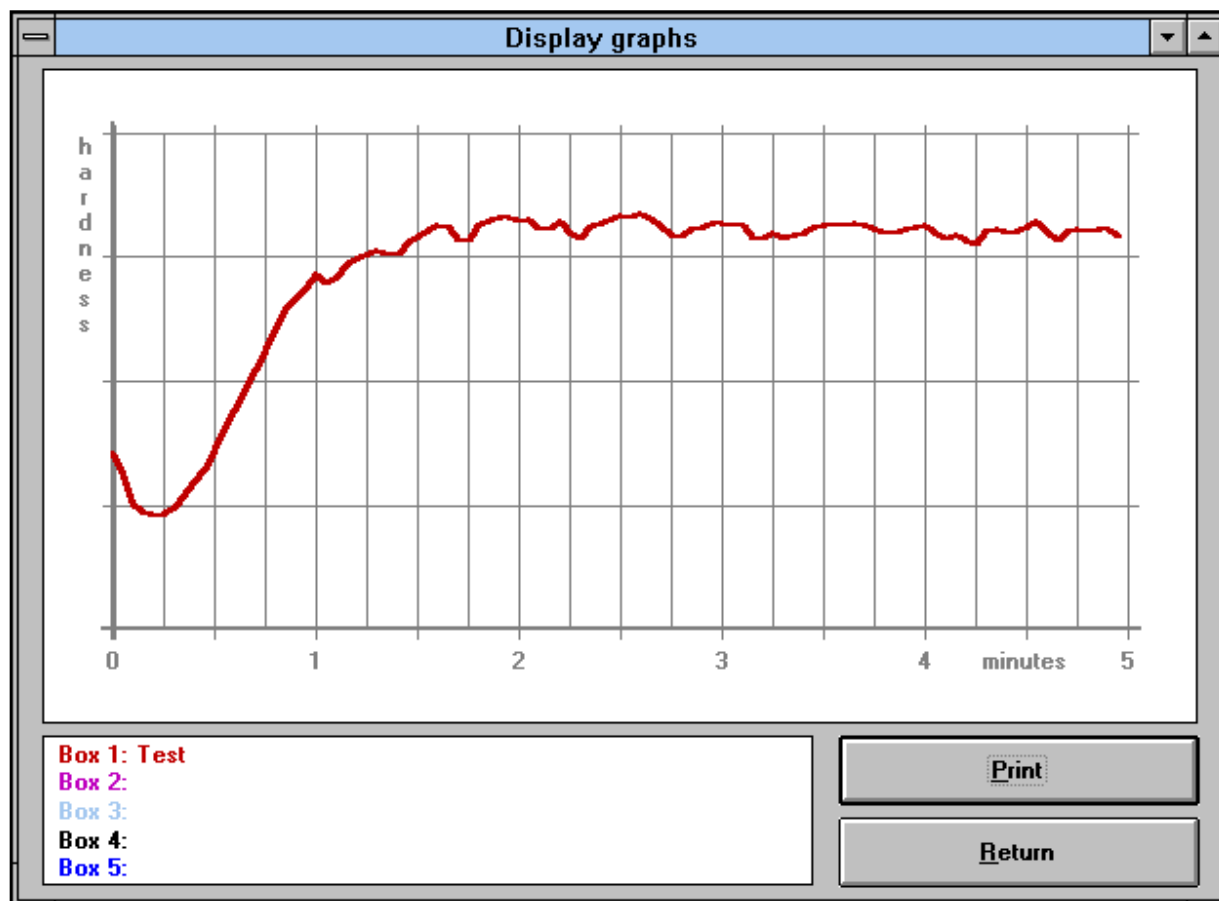 Display graphs
hardness
0 1 2 3 4 minutes 5
Box 1: Test
Box 2:
Box 3:
Box 4:
Box 5:
Print
Return